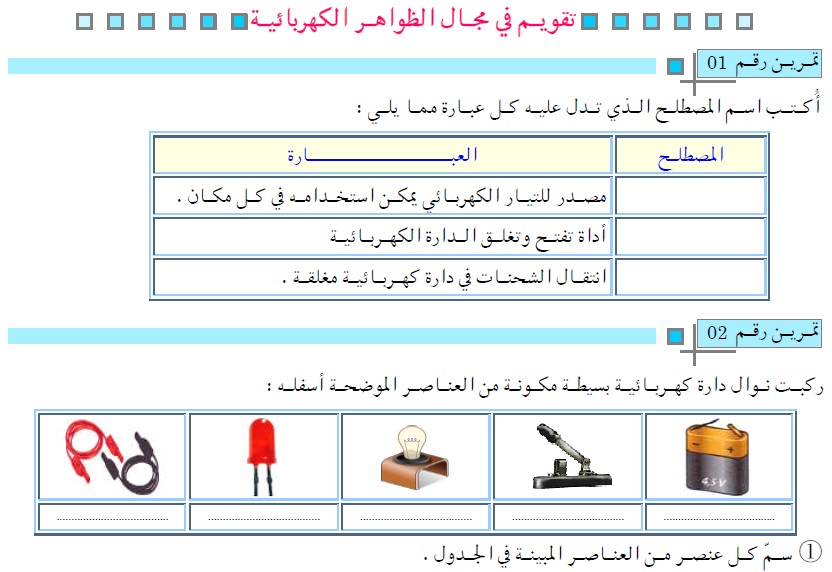 تقويم في مجال الظواهر الكهربائية
تمرين رقم 01
أُكتب اسم المصطلح الذي تدل عليه كل عبارة مما يلي :
المصطلح العبارة
مصدر للتيار الكهربائي يمكن استخدامه في كل مكان .
أداة تفتح وتغلق الدارة الكهربائية
انتقال الشحنات في دارة كهربائية مغلقة .
تمرين رقم 02
ركبت نوال دارة كهربائية بسيطة مكونة من العناصر الموضحة أسفله :
4,5 V
① سمّ كل عنصر من العناصر المبينة في الجدول .